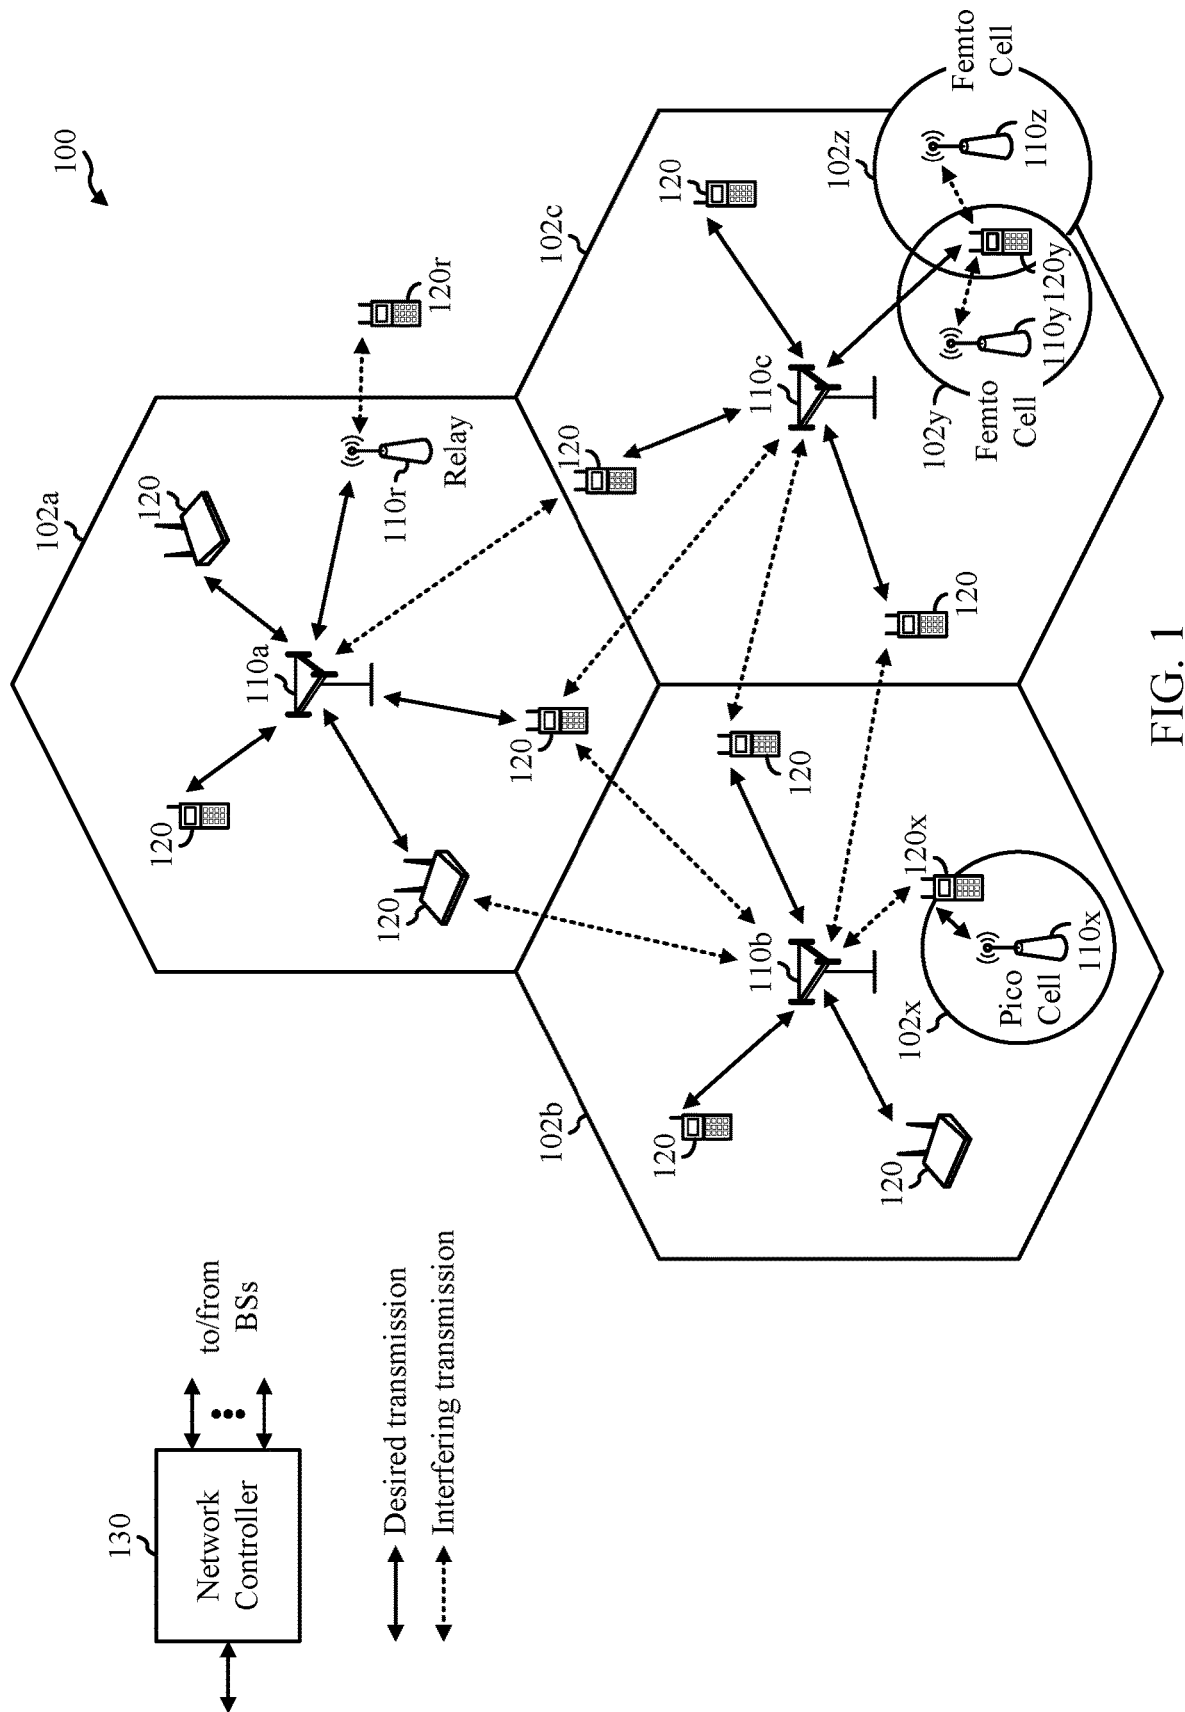 100
130
Network
Controller
to/from
BSs
Desired transmission
Interfering transmission
102a
120
120
110a
120
120
110r
Relay
120r
120
120
102b
120
110b
120
120
102x
Pico
Cell
110x
120x
102c
120
110c
120
102y
Femto
Cell
110y
120y
102z
110z
Femto
Cell
FIG. 1